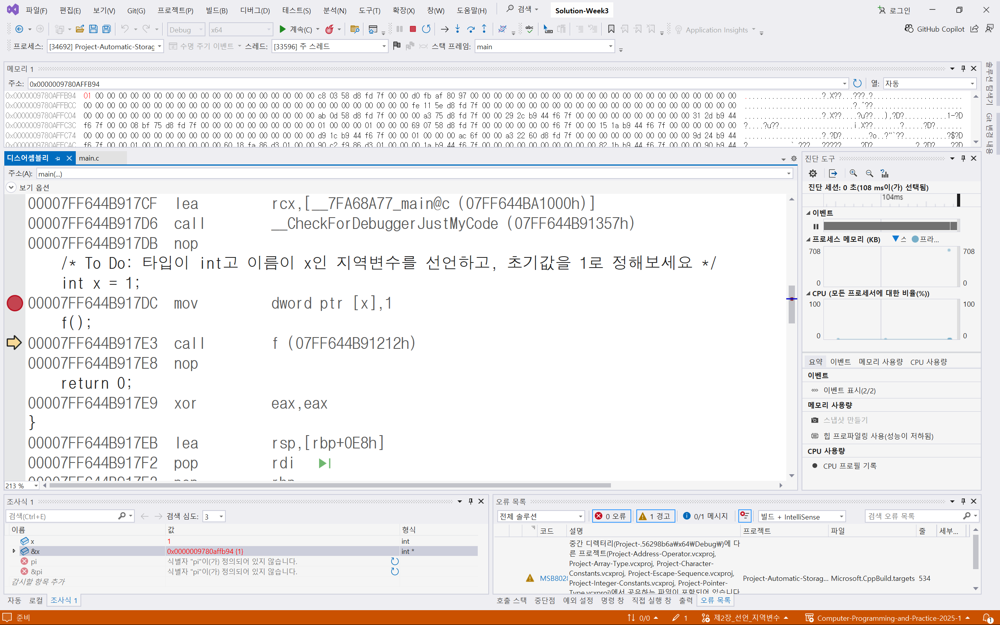 파일(F) 편집(E) 보기(V) Git(G) 프로젝트(P) 빌드(B) 디버그(D) 테스트(S) 분석(N) 도구(T) 확장(X) 창(W) 도움말(H) 검색 Solution-Week3 로그인
Debug x64 계속(C) Application Insights GitHub Copilot
프로세스: [34692] Project-Automatic-Storag 수명 주기 이벤트 스레드: [33596] 주 스레드 스택 프레임: main
메모리 1
주소: 0x0000009780AFFB94 열: 자동
0x0000009780AFFB94 01 00 00 00 00 00 00 00 00 00 00 00 00 00 00 00 00 00 00 00 c8 03 58 d8 fd 7f 00 00 d0 fb af 80 97 00 00 00 00 00 00 00 00 00 00 00 00 00 00 00 00 00 00 00 00 00 00 00
0x0000009780AFFBCC 00 00 00 00 00 00 00 00 00 00 00 00 00 00 00 00 00 00 00 00 00 00 00 00 00 00 00 00 fe 11 5e d8 fd 7f 00 00 00 00 00 00 00 00 00 00 00 00 00 00 00 00 00 00 00 00 00 00
0x0000009780AFFC04 00 00 00 00 00 00 00 00 00 00 00 00 00 00 00 00 00 00 00 00 ab 0d 58 d8 fd 7f 00 00 00 a3 75 d8 fd 7f 00 00 29 2c b9 44 f6 7f 00 00 00 00 00 00 00 00 00 00 31 2d b9 44
0x0000009780AFFC3C f6 7f 00 00 08 bf 75 d8 fd 7f 00 00 00 00 00 00 00 00 00 00 01 00 00 00 01 00 00 00 69 07 58 d8 fd 7f 00 00 00 00 00 00 f6 7f 00 00 15 1a b9 44 f6 7f 00 00 00 00 00 00
0x0000009780AFFC74 00 00 00 00 00 00 00 00 00 00 00 00 00 00 00 00 00 00 00 00 d9 1c b9 44 f6 7f 00 00 01 00 00 00 ac 6f 00 00 a3 22 60 d8 fd 7f 00 00 00 00 00 00 00 00 00 00 9d 24 b9 44
0x0000009780AFFCAC f6 7f 00 00 01 00 00 00 00 00 00 00 60 18 fa 86 d3 01 00 00 90 c2 f9 86 d3 01 00 00 1a b9 44 f6 7f 00 00 00 00 00 00 00 00 00 00 82 1b b9 44 f6 7f 00 00 00 00 90 b9 44
솔루션 탐색기
Git 변경 내용
디스어셈블리 main.c
주소(A): main(...)
보기 옵션
00007FF644B917CF lea rcx,[__7FA68A77_main@c (07FF644BA1000h)]
00007FF644B917D6 call __CheckForDebuggerJustMyCode (07FF644B91357h)
00007FF644B917DB nop
/* To Do: 타입이 int고 이름이 x인 지역변수를 선언하고, 초기값을 1로 정해보세요 */
int x = 1;
00007FF644B917DC mov dword ptr [x],1
f();
00007FF644B917E3 call f (07FF644B91212h)
00007FF644B917E8 nop
return 0;
00007FF644B917E9 xor eax,eax
}
00007FF644B917EB lea rsp,[rbp+0E8h]
00007FF644B917F2 pop rdi
213 %
진단 도구
진단 세션: 0 초(108 ms이(가) 선택됨)
104ms
이벤트
프로세스 메모리 (KB) 스 프라...
708 708
0 0
CPU (모든 프로세서에 대한 비율(%))
100 100
0 0
요약 이벤트 메모리 사용량 CPU 사용량
이벤트
이벤트 표시(2/2)
메모리 사용량
스냅샷 만들기
힙 프로파일링 사용(성능이 저하됨)
CPU 사용량
CPU 프로필 기록
조사식 1
검색(Ctrl+E) 검색 심도: 3
이름 값 형식
x 1 int
&x 0x0000009780affb94 {1} int *
pi 식별자 "pi"이(가) 정의되어 있지 않습니다.
&pi 식별자 "pi"이(가) 정의되어 있지 않습니다.
감시할 항목 추가
자동 로컬 조사식 1
오류 목록
전체 솔루션 0 오류 1 경고 0/1 메시지 빌드 + IntelliSense 검색 오류 목록
코드 설명 프로젝트 파일 줄 세부...
중간 디렉터리(Project-.56298b6a￦x64￦Debug￦)에 다
른 프로젝트(Project-Address-Operator.vcxproj,
Project-Array-Type.vcxproj, Project-Character-
Constants.vcxproj, Project-Escape-Sequence.vcxproj,
MSB8028 Project-Integer-Constants.vcxproj, Project-Pointer- Project-Automatic-Storag... Microsoft.CppBuild.targets 534
Type.vcxproj)에서 공유하는 파일이 포함되어 있습니다
호출 스택 중단점 예외 설정 명령 창 직접 실행 창 출력 오류 목록
준비 0/0 1 제2장_선언_지역변수 Computer-Programming-and-Practice-2025-1 1